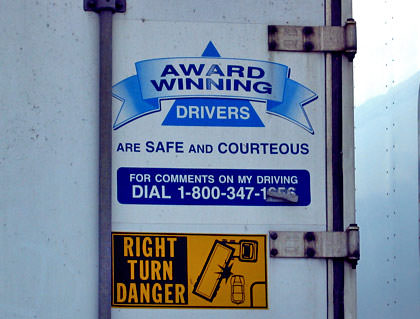 AWARD
WINNING
DRIVERS
ARE SAFE AND COURTEOUS
FOR COMMENTS ON MY DRIVING
DIAL 1-800-347-
RIGHT
TURN
DANGER